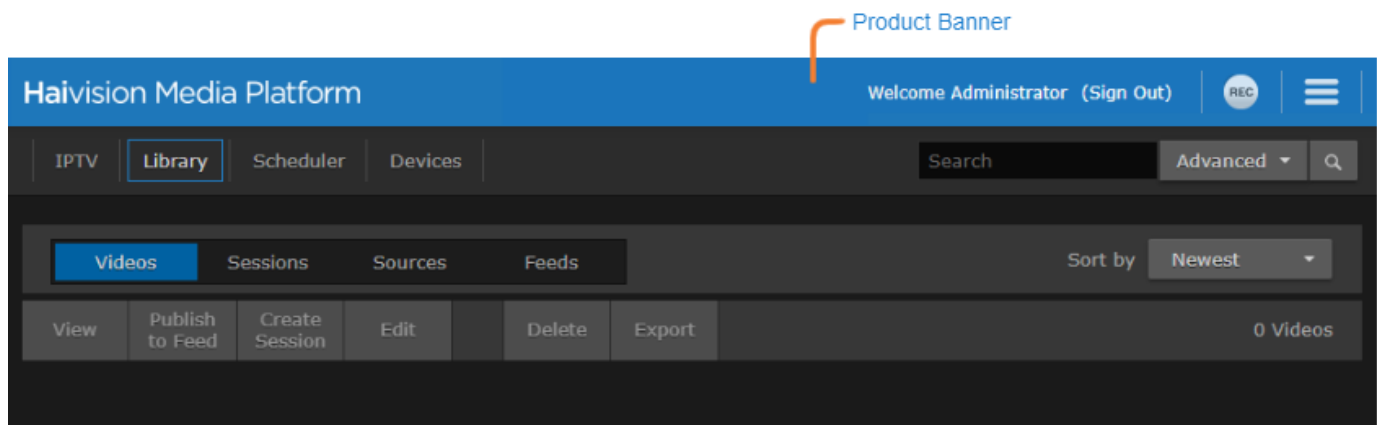 Product Banner
Haivision Media Platform Welcome Administrator (Sign Out) REC
IPTV Library Scheduler Devices Search Advanced
Videos Sessions Sources Feeds Sort by Newest
View Publish to Feed Create Session Edit Delete Export 0 Videos